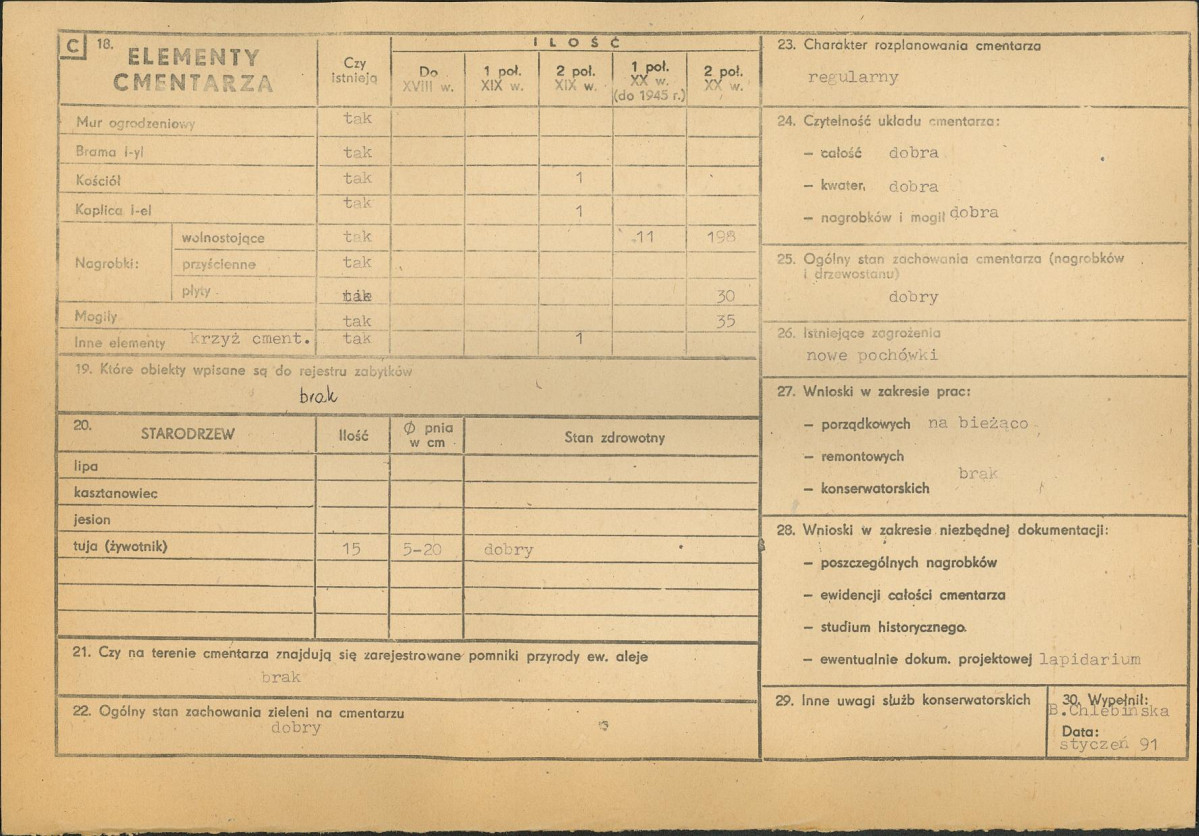 C 18. ELEMENTY CMENTARZA
Czy istnieją
ILOŚĆ
Do XVIII w.
1 poł. XIX w.
2 poł. XIX w.
1 poł. XX w. (do 1945 r.)
2 poł. XX w.
Mur ogrodzeniowy tak
Brama i-yl tak
Kościół tak 1
Kaplica i-el tak 1
Nagrobki: wolnostojące tak 11 198
przyścienne tak
płyty 30
Mogiły tak 35
Inne elementy krzyż cment. tak 1
19. Które obiekty wpisane są do rejestru zabytków
brak
20. STARODRZEW Ilość Ø pnia w cm Stan zdrowotny
lipa
kasztanowiec
jesion
tuja (żywotnik) 15 5-20 dobry
21. Czy na terenie cmentarza znajdują się zarejestrowane pomniki przyrody ew. aleje
brak
22. Ogólny stan zachowania zieleni na cmentarzu
dobry
23. Charakter rozplanowania cmentarza
regularny
24. Czytelność układu cmentarza:
— całość dobra
— kwater, dobra
— nagrobków i mogił dobra
25. Ogólny stan zachowania cmentarza (nagrobków
i drzewostanu)
dobry
26. Istniejące zagrożenia
nowe pochówki
27. Wnioski w zakresie prac:
— porządkowych na bieżąco
— remontowych
brak
— konserwatorskich
28. Wnioski w zakresie niezbędnej dokumentacji:
— poszczególnych nagrobków
— ewidencji całości cmentarza
— studium historycznego.
— ewentualnie dokum. projektowej lapidarium
29. Inne uwagi służb konserwatorskich
30. Wypełnił:
B.Chlebińska
Data:
styczeń 91